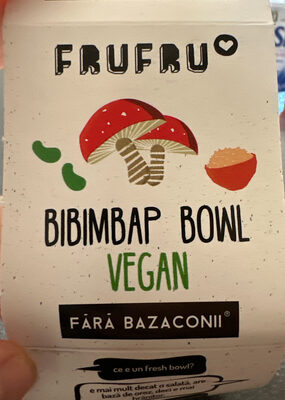 FRUFRU
BIBIMBAP BOWL
VEGAN
FĂRĂ BAZACONII®
ce e un fresh bowl?
e mai mult decat o salată, are
bază de orez, deci e mai